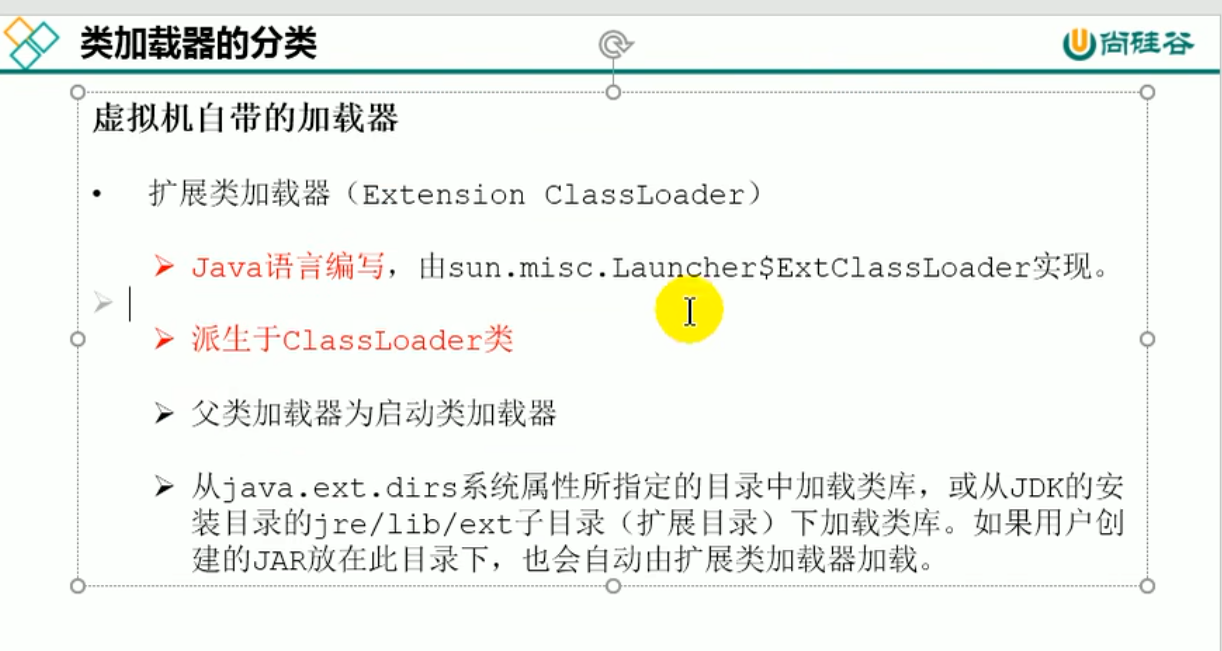 类加载器的分类
尚硅谷
虚拟机自带的加载器
• 扩展类加载器（Extension ClassLoader）
➢ Java语言编写，由sun.misc.Launcher$ExtClassLoader实现。
➢
➢ 派生于ClassLoader类
➢ 父类加载器为启动类加载器
➢ 从java.ext.dirs系统属性所指定的目录中加载类库，或从JDK的安
装目录的jre/lib/ext子目录（扩展目录）下加载类库。如果用户创
建的JAR放在此目录下，也会自动由扩展类加载器加载。